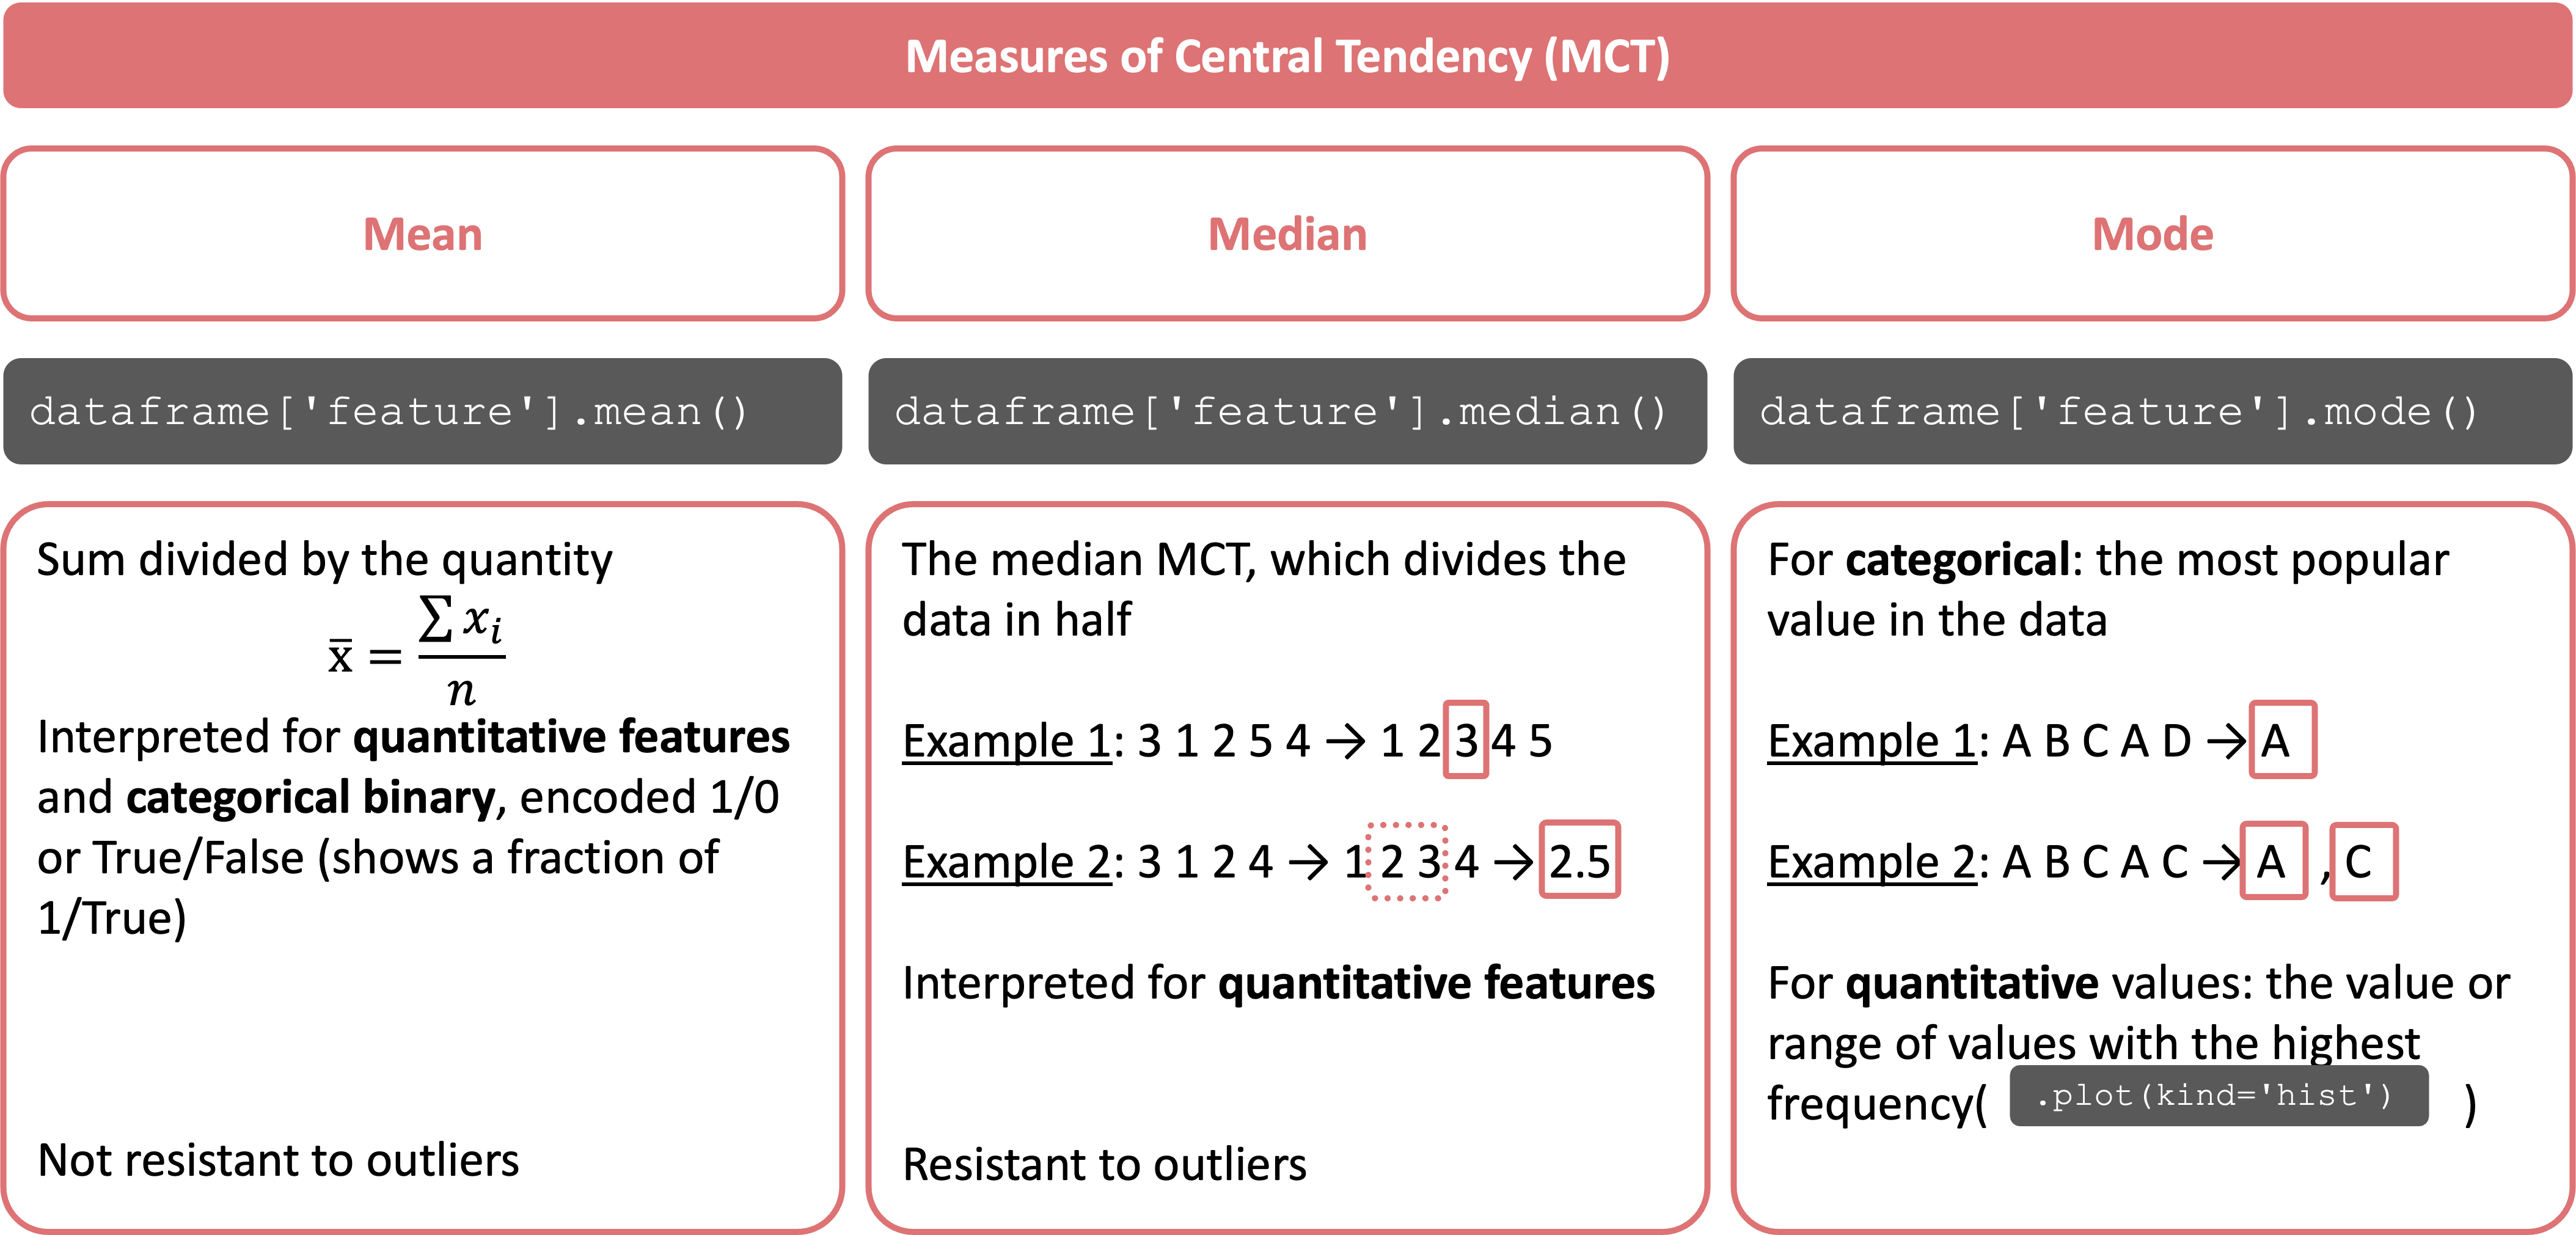 Measures of Central Tendency (MCT)
Mean
Median
Mode
dataframe['feature'].mean()
dataframe['feature'].median()
dataframe['feature'].mode()
Sum divided by the quantity
x̄ = ∑ xᵢ / n
Interpreted for quantitative features
and categorical binary, encoded 1/0
or True/False (shows a fraction of
1/True)
Not resistant to outliers
The median MCT, which divides the
data in half
Example 1: 3 1 2 5 4 → 1 2 3 4 5
Example 2: 3 1 2 4 → 1 2 3 4 → 2.5
Interpreted for quantitative features
Resistant to outliers
For categorical: the most popular
value in the data
Example 1: A B C A D → A
Example 2: A B C A C → A , C
For quantitative values: the value or
range of values with the highest
frequency( .plot(kind='hist') )